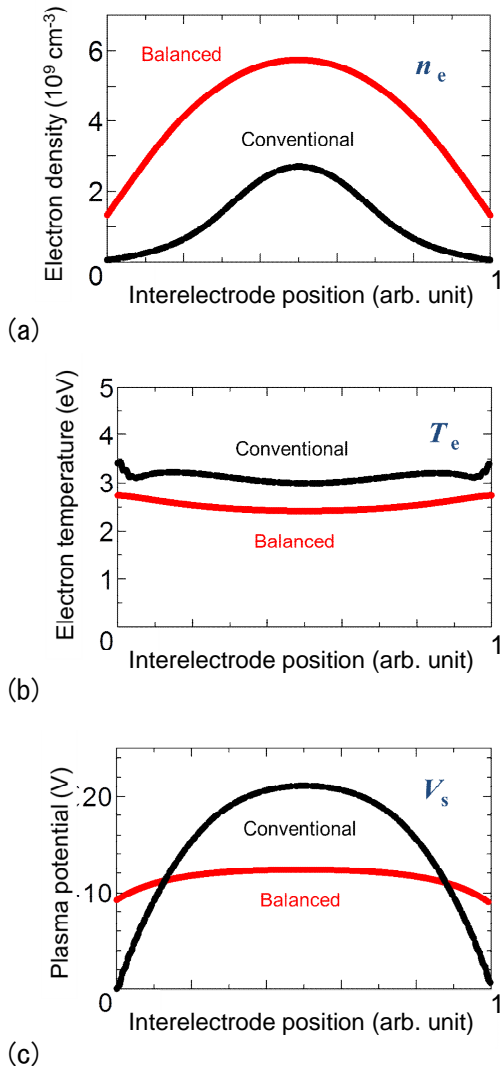 6
Balanced
n e
4
Conventional
2
0
1
Electron density (10⁹ cm⁻³)
Interelectrode position (arb. unit)
(a)
5
T e
4
Conventional
3
2
Balanced
1
0
1
Electron temperature (eV)
Interelectrode position (arb. unit)
(b)
20
V s
Conventional
10
Balanced
0
1
Plasma potential (V)
Interelectrode position (arb. unit)
(c)